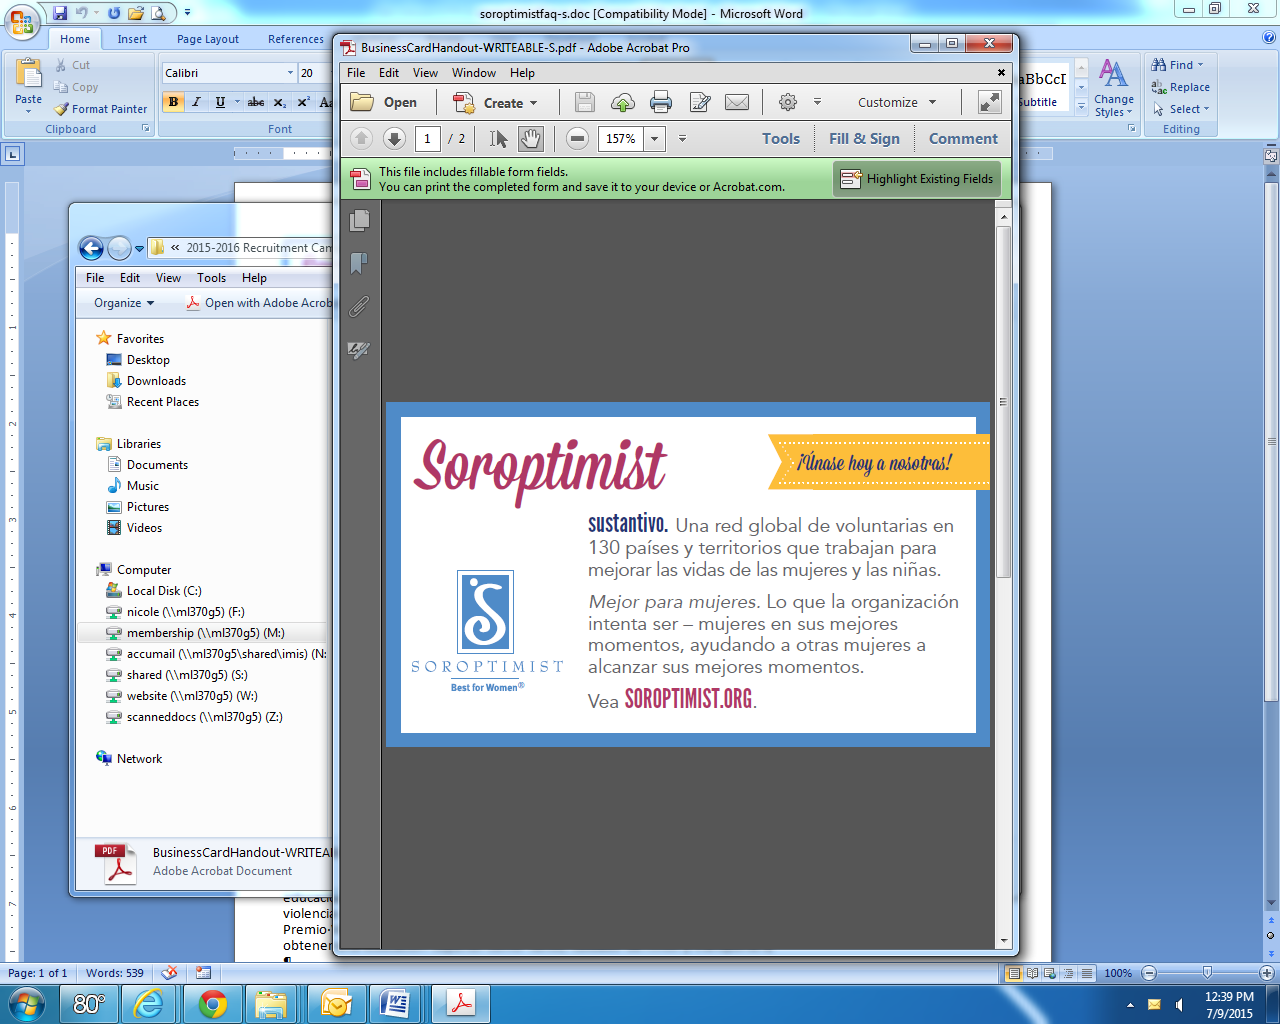 soroptimistfaq-s.doc [Compatibility Mode] - Microsoft Word
Home Insert Page Layout References
Paste
Cut
Copy
Format Painter
Clipboard
Calibri 20
B I U abc x₂ x² Aa
Font
Subtitle
Change Styles
Find
Replace
Select
Editing
BusinessCardHandout-WRITEABLE-S.pdf - Adobe Acrobat Pro
File Edit View Window Help
Open Create Customize
1 / 2 157% Tools Fill & Sign Comment
This file includes fillable form fields.
You can print the completed form and save it to your device or Acrobat.com.
Highlight Existing Fields
Soroptimist
¡Únase hoy a nosotras!
sustantivo. Una red global de voluntarias en
130 países y territorios que trabajan para
mejorar las vidas de las mujeres y las niñas.
Mejor para mujeres. Lo que la organización
intenta ser – mujeres en sus mejores
momentos, ayudando a otras mujeres a
alcanzar sus mejores momentos.
Vea SOROPTIMIST.ORG.
S
SOROPTIMIST
Best for Women®
« 2015-2016 Recruitment Cam
File Edit View Tools Help
Organize Open with Adobe Acrob
Favorites
Desktop
Downloads
Recent Places
Libraries
Documents
Music
Pictures
Videos
Computer
Local Disk (C:)
nicole (\\ml370g5) (F:)
membership (\\ml370g5) (M:)
accumail (\\ml370g5\shared\imis) (N:
shared (\\ml370g5) (S:)
website (\\ml370g5) (W:)
scanneddocs (\\ml370g5) (Z:)
Network
PDF
BusinessCardHandout-WRITEAB
Adobe Acrobat Document
violencia
Premio
obtener
¶
Page: 1 of 1 Words: 539 100%
80° 12:39 PM
7/9/2015